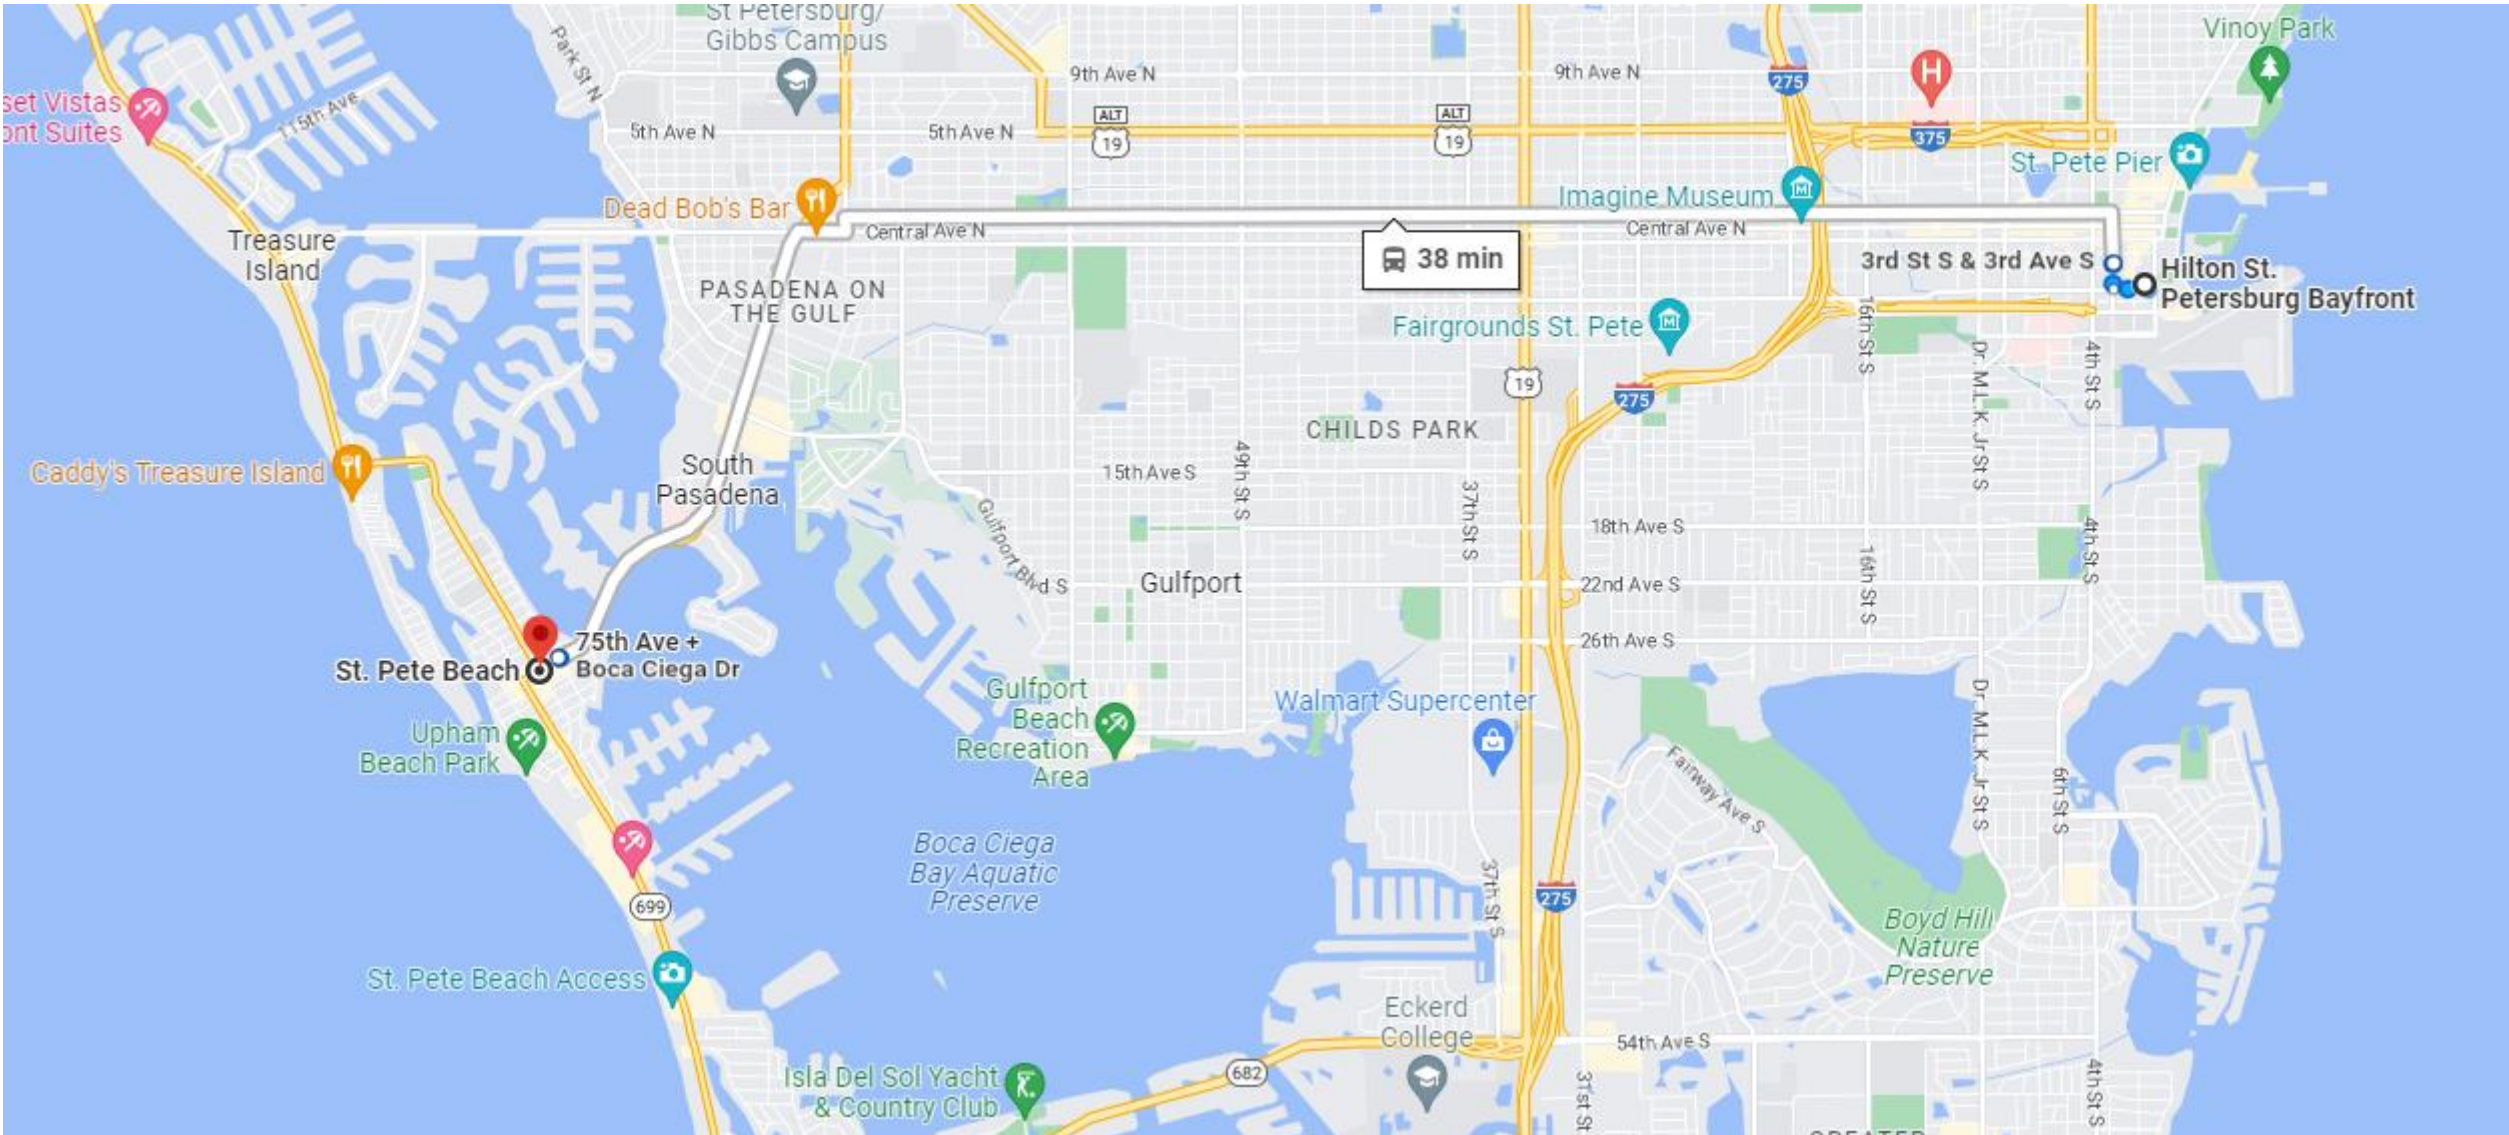 St Petersburg/
Gibbs Campus
Vinoy Park
Park St N
9th Ave N
9th Ave N
275
H
set Vistas
ont Suites
115th Ave
5th Ave N
5th Ave N
ALT
19
ALT
19
375
St. Pete Pier
Dead Bob's Bar
Imagine Museum
Central Ave N
Central Ave N
Treasure
Island
38 min
3rd St S & 3rd Ave S
Hilton St.
Petersburg Bayfront
PASADENA ON
THE GULF
Fairgrounds St. Pete
16th St S
Dr. M.L.K. Jr St S
4th St S
19
275
CHILDS PARK
Caddy's Treasure Island
South
Pasadena
15th Ave S
49th St S
37th St S
Gulfport Blvd S
18th Ave S
4th St S
16th St S
Gulfport
22nd Ave S
75th Ave +
Boca Ciega Dr
St. Pete Beach
26th Ave S
Gulfport
Beach
Recreation
Area
Walmart Supercenter
Upham
Beach Park
Fairway Ave S
Dr. M.L.K. Jr St S
6th St S
Boca Ciega
Bay Aquatic
Preserve
37th St S
275
699
Boyd Hill
Nature
Preserve
St. Pete Beach Access
Eckerd
College
54th Ave S
682
Isla Del Sol Yacht
& Country Club
31st St
4th St S